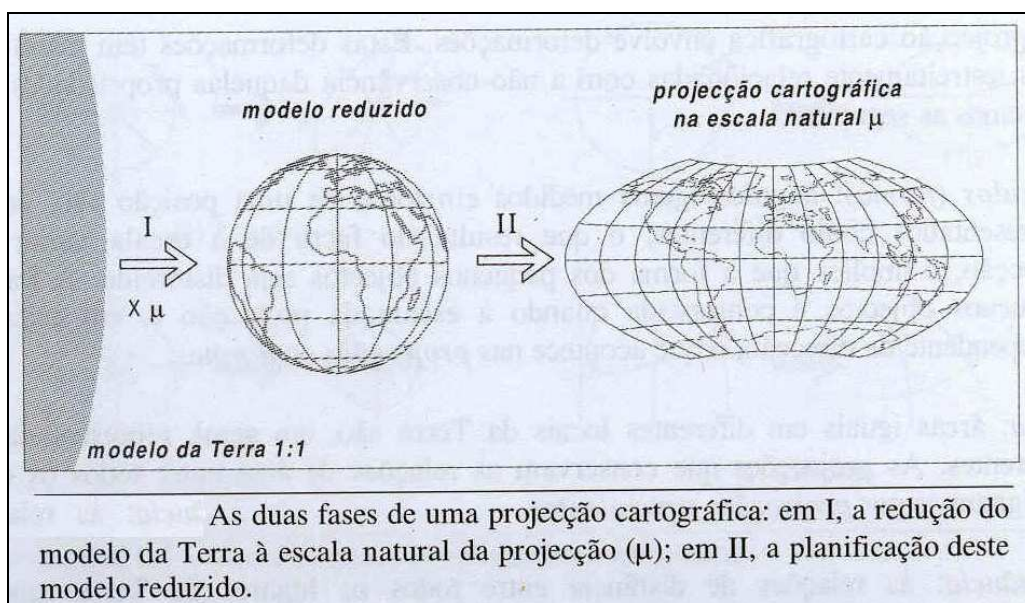 modelo reduzido
projecção cartográfica
na escala natural μ
I
II
X μ
modelo da Terra 1:1
As duas fases de uma projecção cartográfica: em I, a redução do
modelo da Terra à escala natural da projecção (μ); em II, a planificação deste
modelo reduzido.